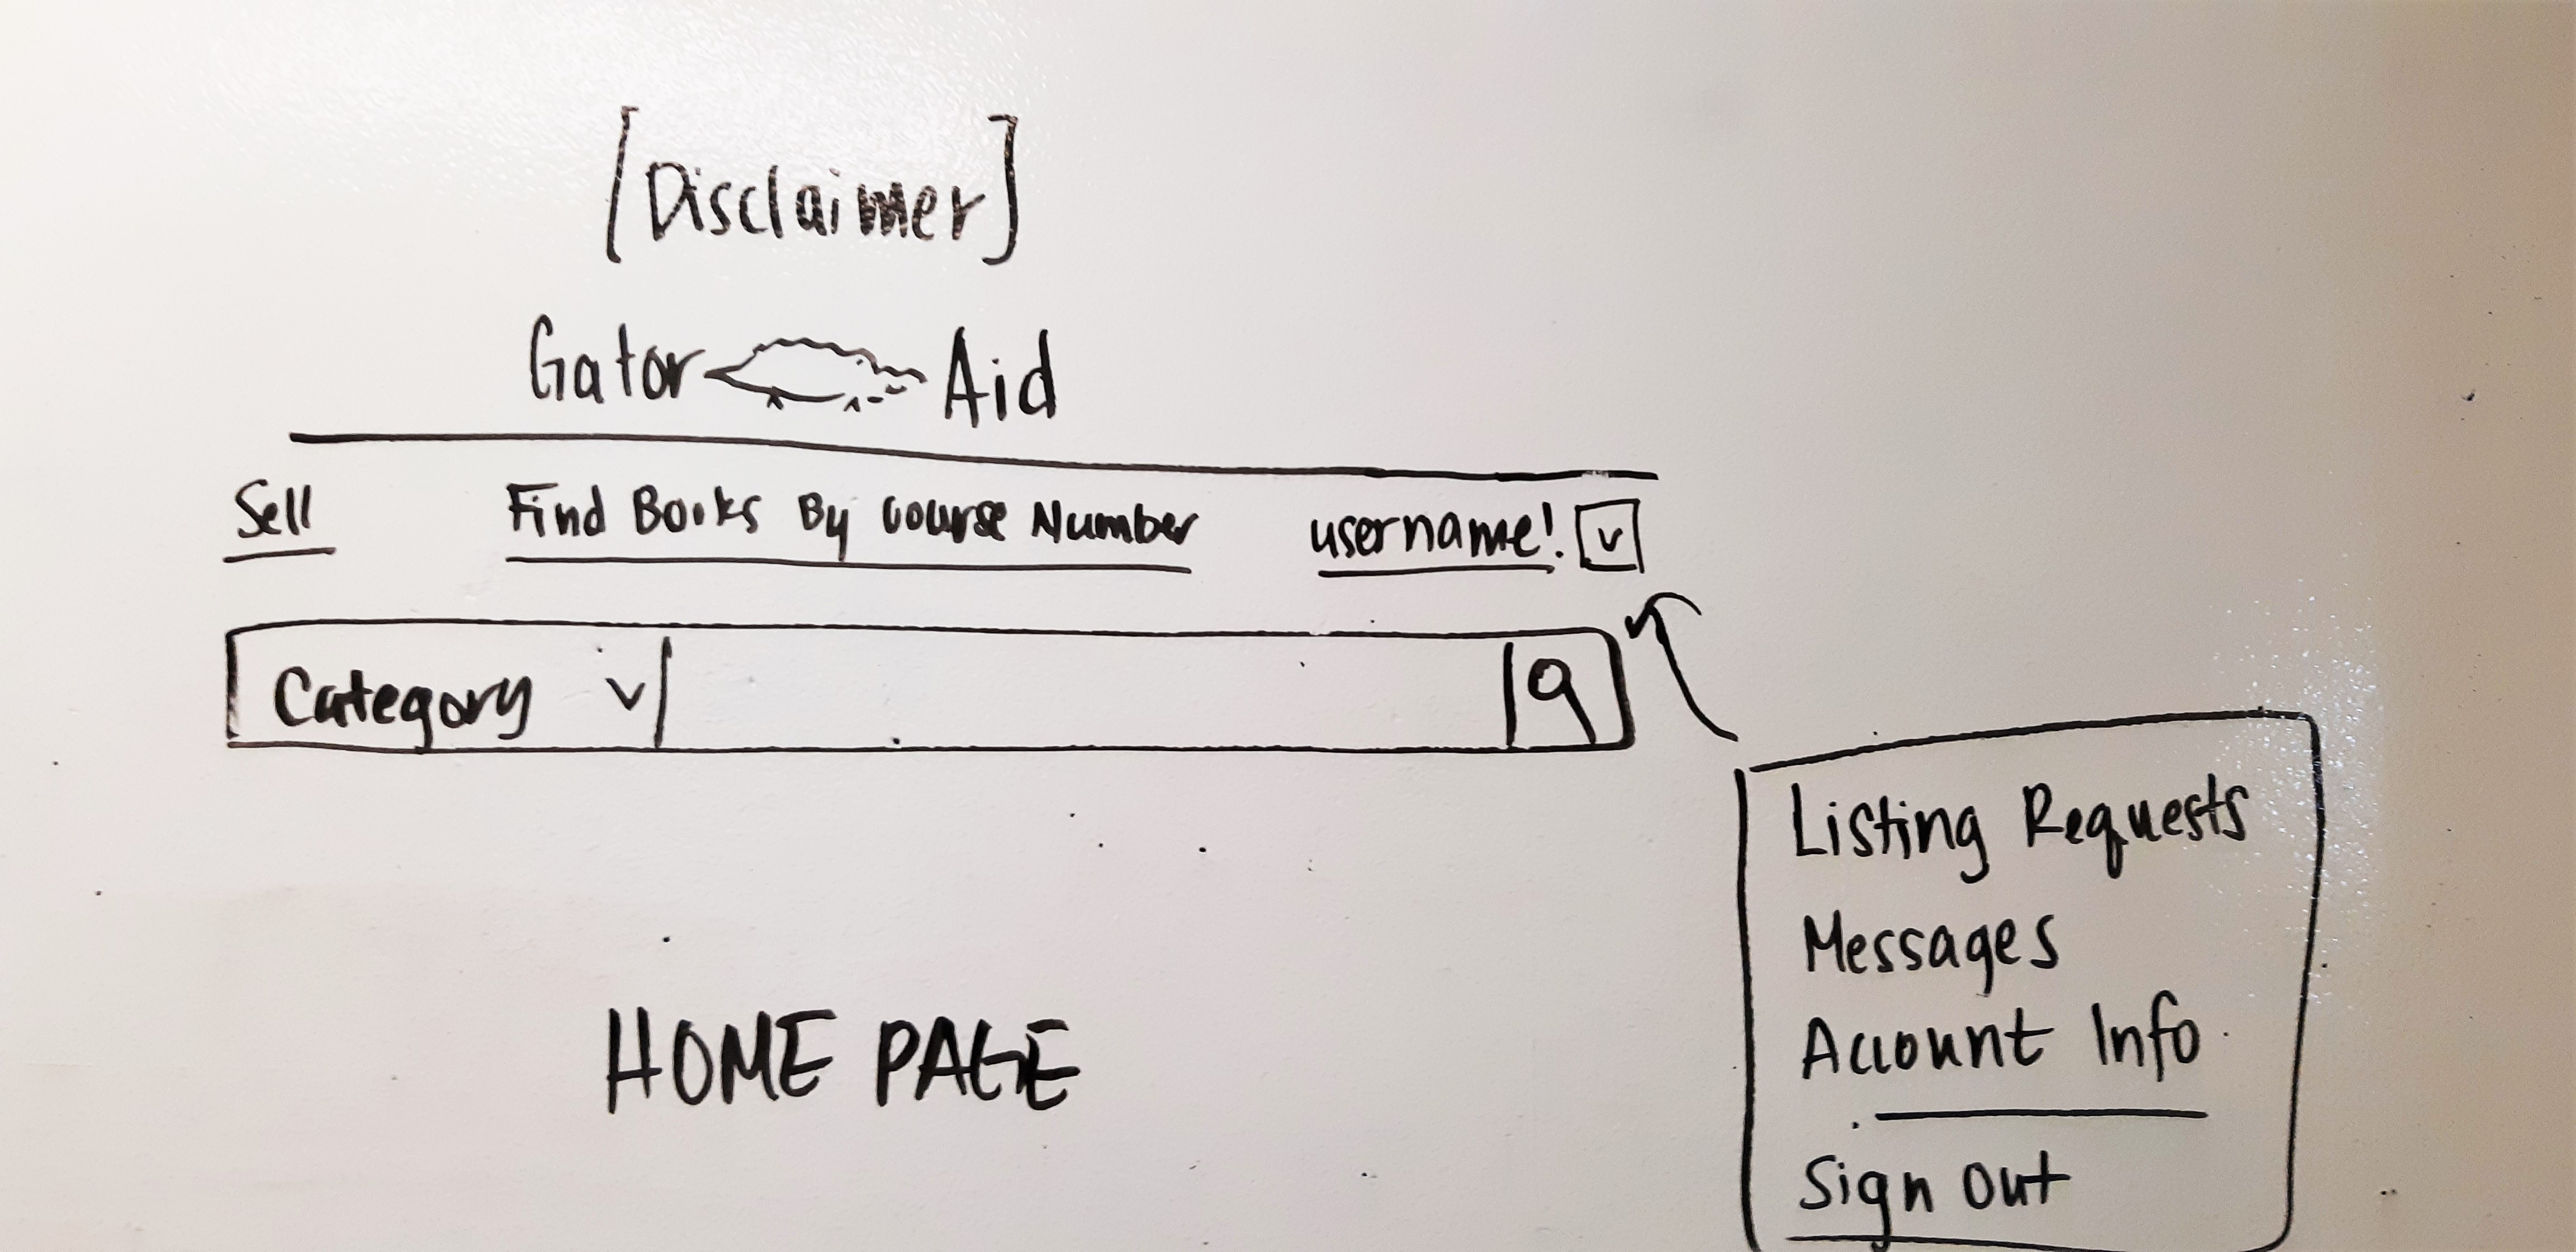 [Disclaimer]
Gator Aid
Sell Find Books By Course Number username! v
Category v
HOME PAGE
Listing Requests
Messages
Account Info
Sign Out